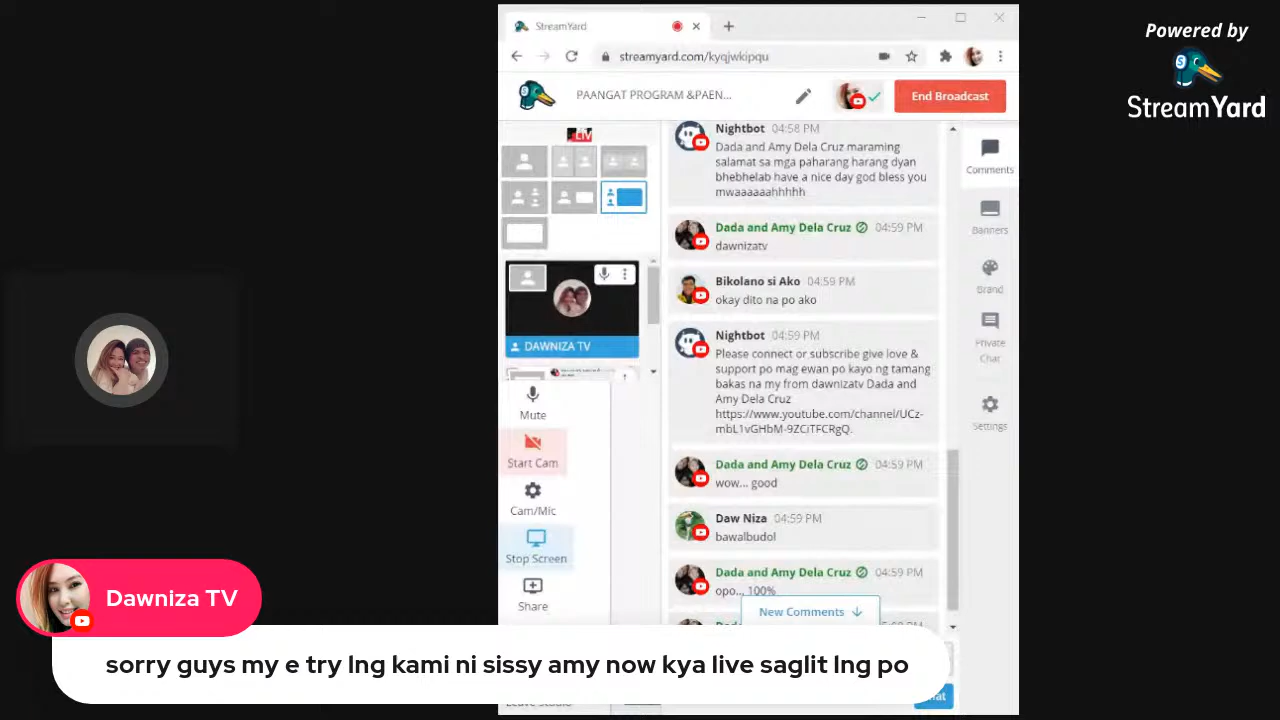 StreamYard
streamyard.com/kyqjwkipqu
Powered by
StreamYard
PAANGAT PROGRAM &PAEN...
End Broadcast
LIV
Nightbot 04:58 PM
Dada and Amy Dela Cruz maraming
salamat sa mga paharang harang dyan
bhebhelab have a nice day god bless you
mwaaaaaahhhhh
Dada and Amy Dela Cruz 04:59 PM
dawnizatv
Bikolano si Ako 04:59 PM
okay dito na po ako
Nightbot 04:59 PM
Please connect or subscribe give love &
support po mag ewan po kayo ng tamang
bakas na my from dawnizatv Dada and
Amy Dela Cruz
https://www.youtube.com/channel/UCz-
mbL1vGHbM-9ZCiTFCRgQ.
Dada and Amy Dela Cruz 04:59 PM
wow... good
Daw Niza 04:59 PM
bawalbudol
Dada and Amy Dela Cruz 04:59 PM
opo... 100%
New Comments
Comments
Banners
Brand
Private
Chat
Settings
DAWNIZA TV
Mute
Start Cam
Cam/Mic
Stop Screen
Share
Dawniza TV
sorry guys my e try lng kami ni sissy amy now kya live saglit lng po